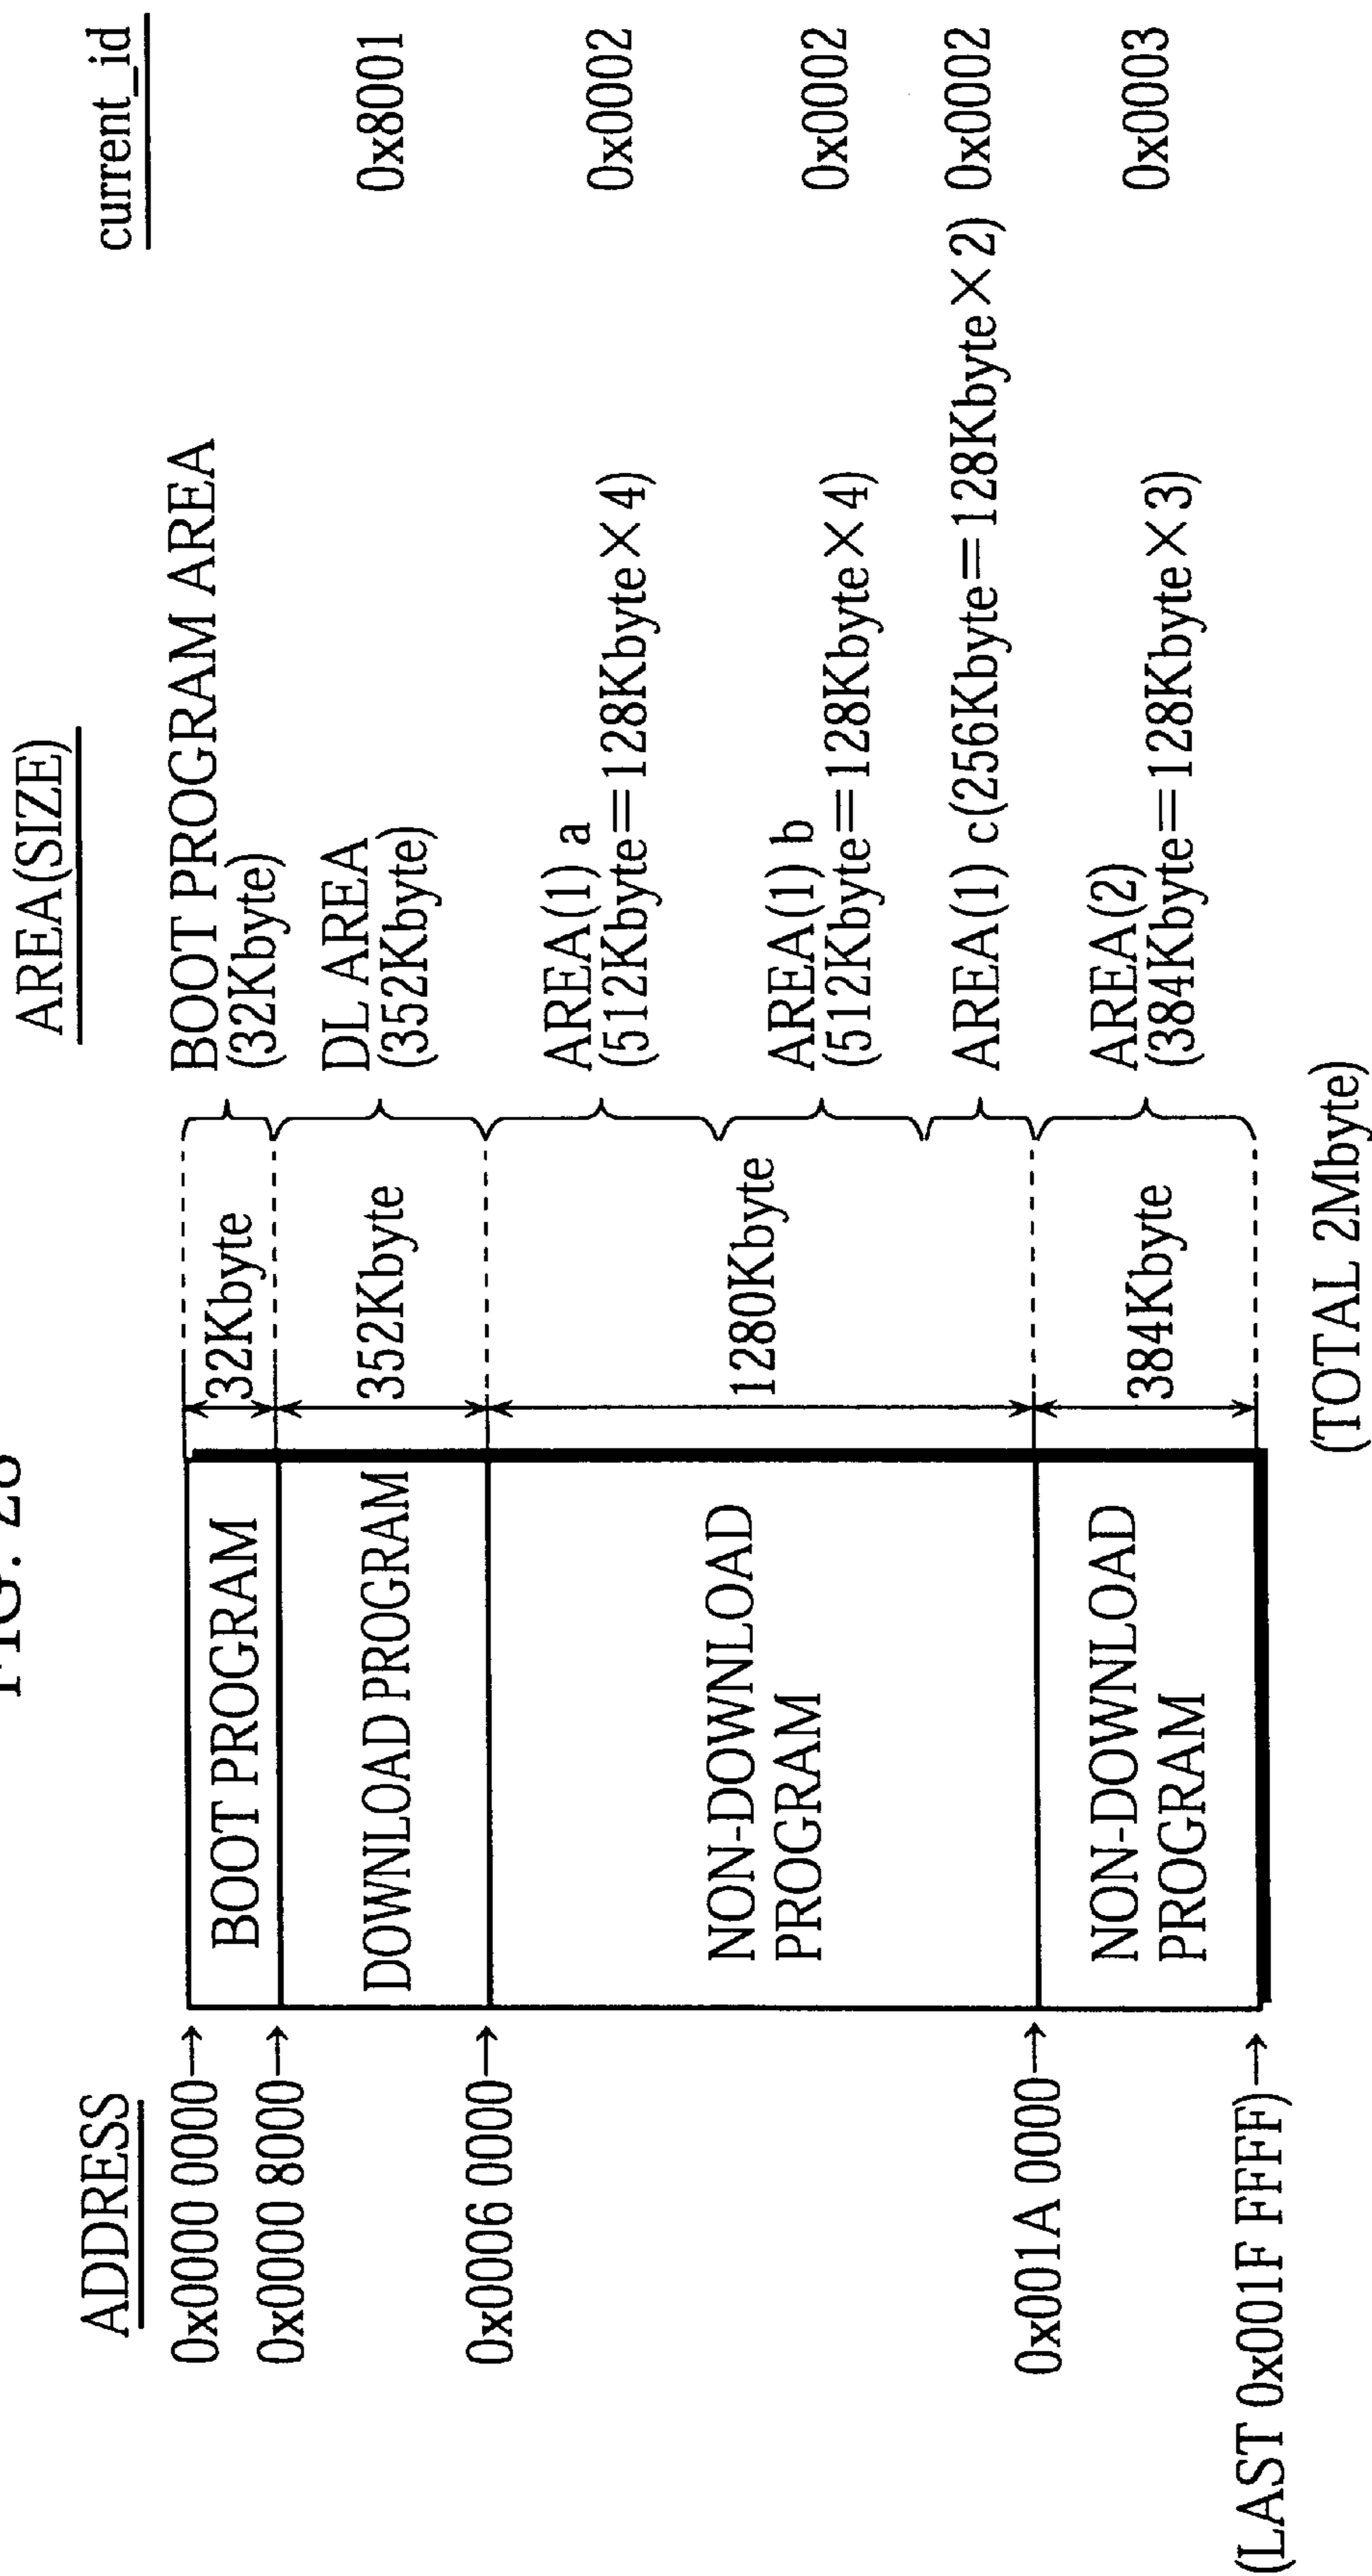 FIG. 28
ADDRESS
AREA(SIZE)
current_id
0x0000 0000→
BOOT PROGRAM
32Kbyte
BOOT PROGRAM AREA
(32Kbyte)
0x0000 8000→
DOWNLOAD PROGRAM
352Kbyte
DL AREA
(352Kbyte)
0x8001
0x0006 0000→
NON-DOWNLOAD
PROGRAM
1280Kbyte
AREA(1) a
(512Kbyte=128Kbyte×4)
0x0002
AREA(1) b
(512Kbyte=128Kbyte×4)
0x0002
AREA(1) c(256Kbyte=128Kbyte×2)
0x0002
0x001A 0000→
NON-DOWNLOAD
PROGRAM
384Kbyte
AREA(2)
(384Kbyte=128Kbyte×3)
0x0003
(LAST 0x001F FFFF)→
(TOTAL 2Mbyte)